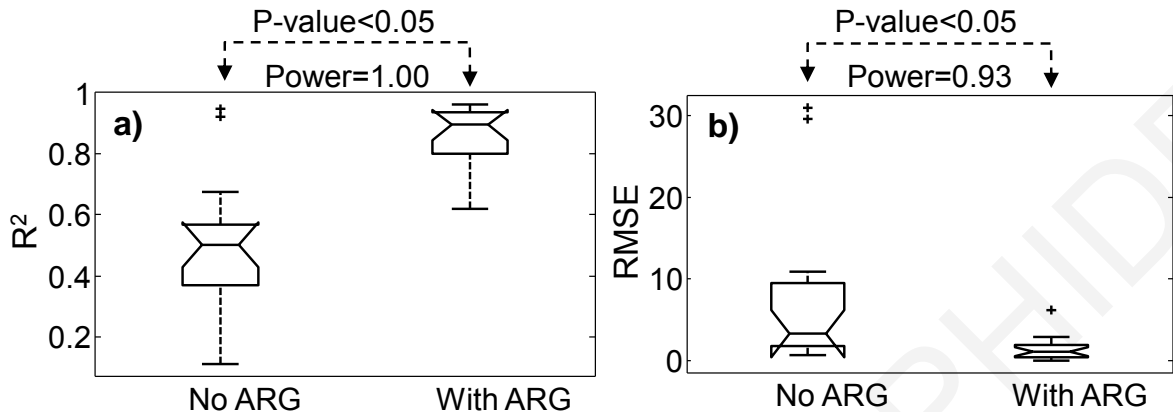 P-value<0.05
Power=1.00
a)
R²
1
0.8
0.6
0.4
0.2
No ARG
With ARG
P-value<0.05
Power=0.93
b)
RMSE
30
20
10
0
No ARG
With ARG
PHID